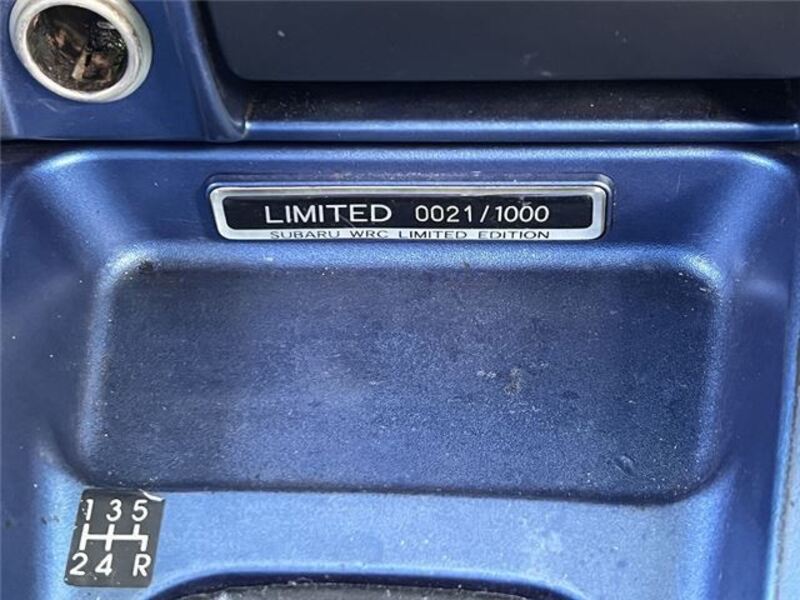 LIMITED 0021/1000
SUBARU WRC LIMITED EDITION
1 3 5
2 4 R